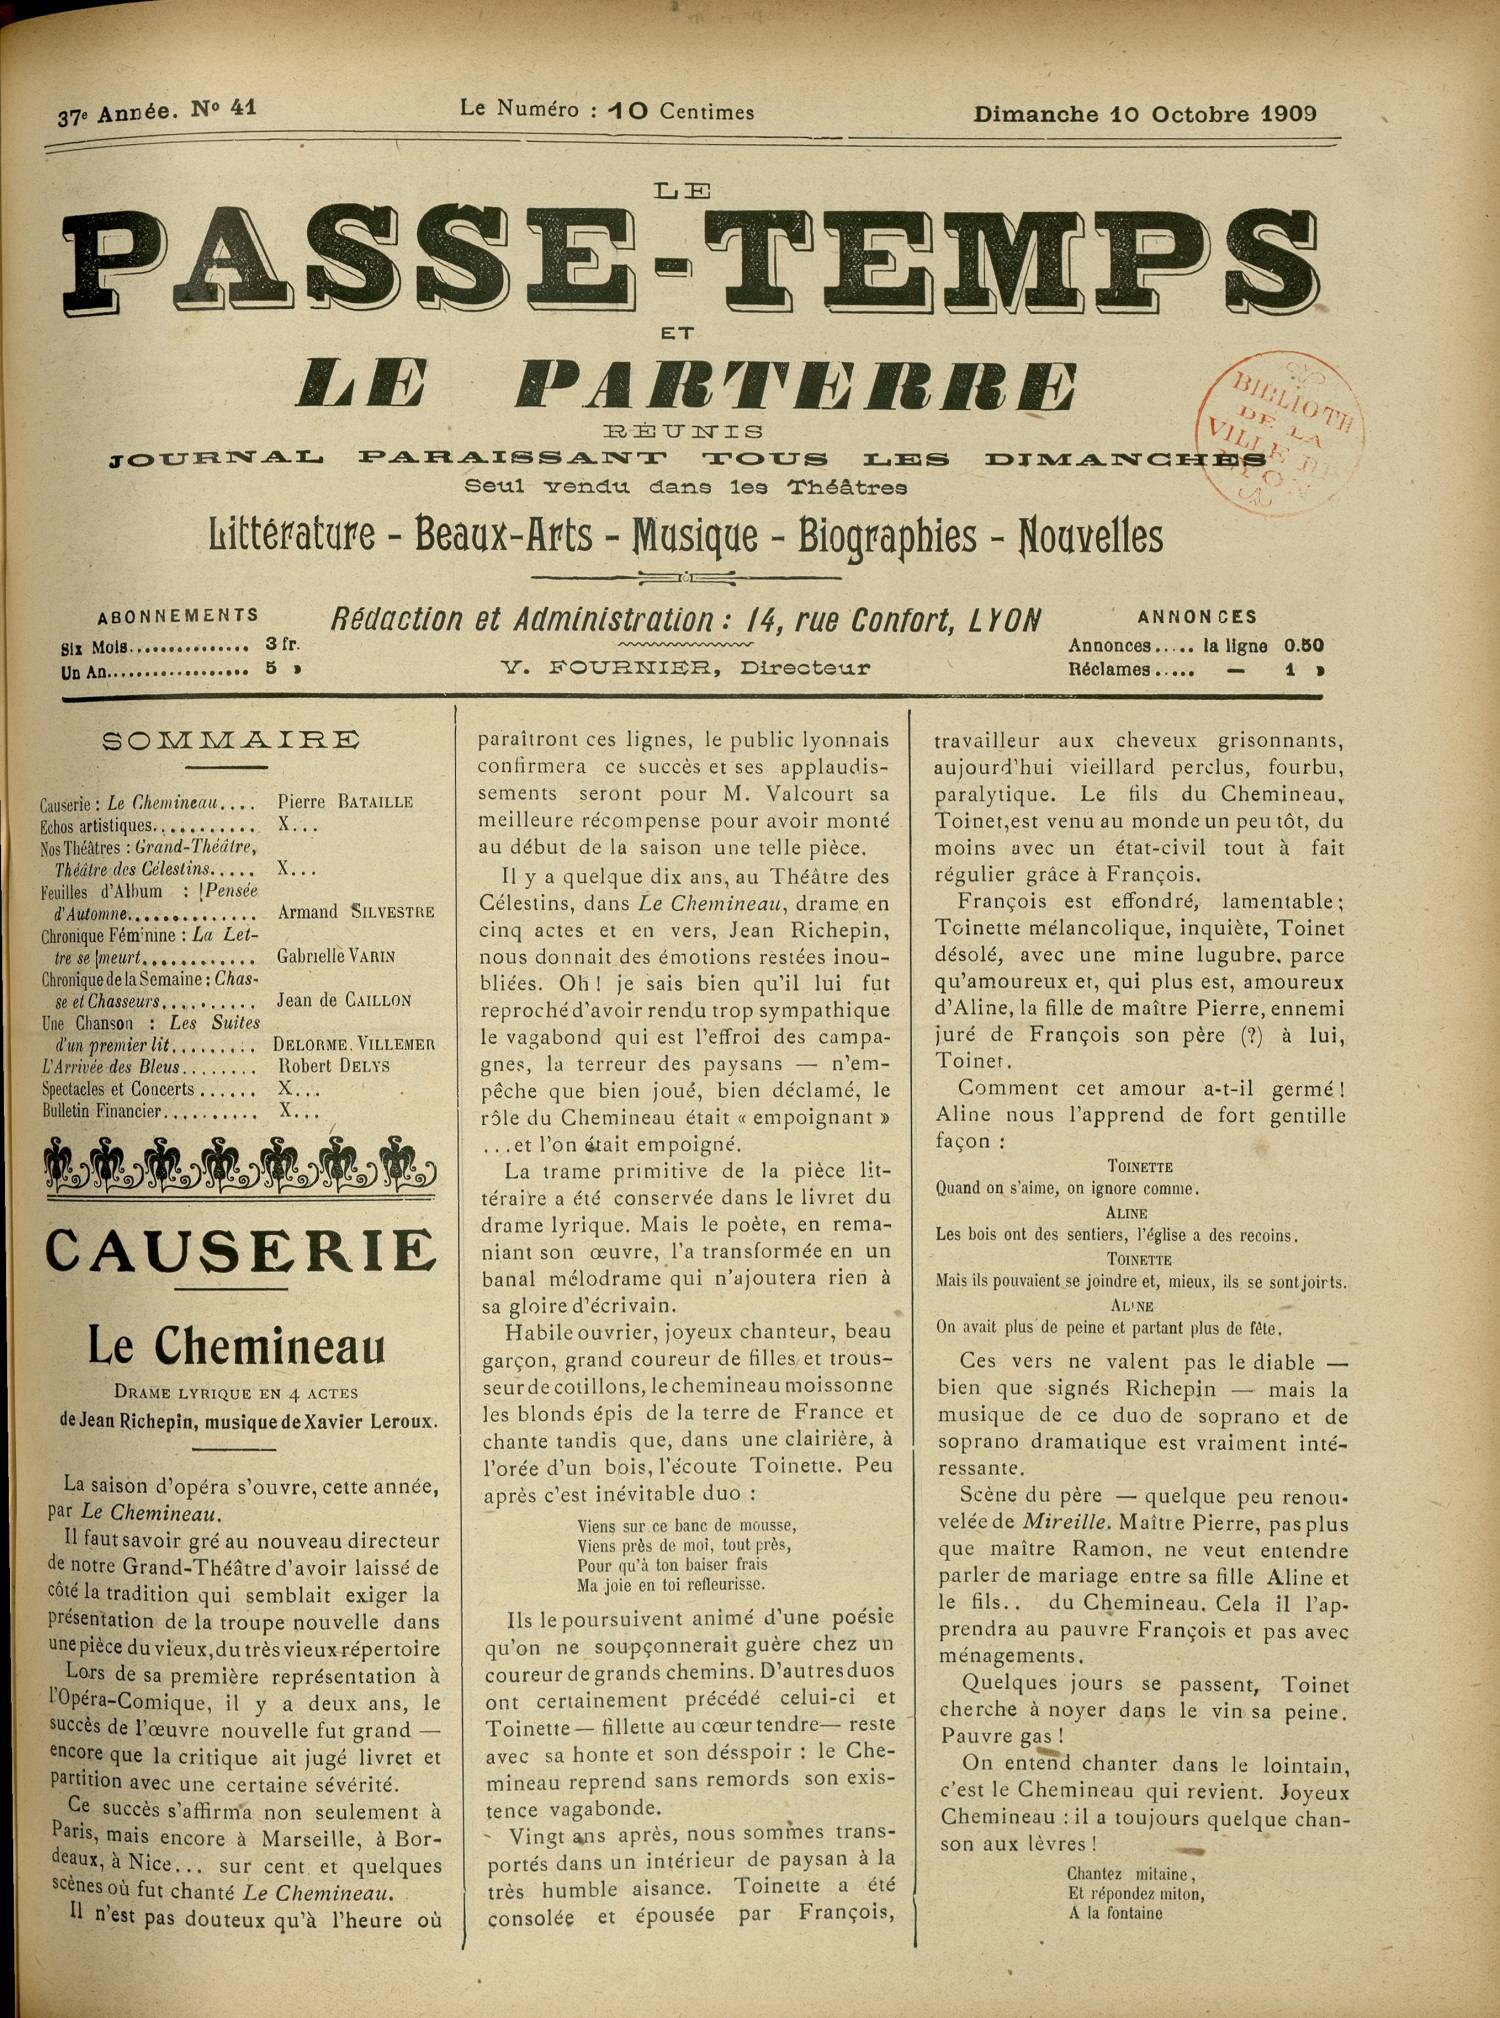 37e Année. No 41
Le Numéro : 10 Centimes
Dimanche 10 Octobre 1909
LE
PASSE-TEMPS
ET
LE PARTERRE
RÉUNIS
JOURNAL PARAISSANT TOUS LES DIMANCHES
Seul vendu dans les Théâtres
Littérature - Beaux-Arts - Musique - Biographies - Nouvelles
BIBLIOTH
DE LA
VILLE DE
LYON
ABONNEMENTS
Six Mois............... 3 fr.
Un An.................. 5 »
Rédaction et Administration : 14, rue Confort, LYON
V. FOURNIER, Directeur
ANNONCES
Annonces..... la ligne 0.50
Réclames..... — 1 »
SOMMAIRE
Causerie : Le Chemineau.... Pierre BATAILLE
Echos artistiques........... X...
Nos Théâtres : Grand-Théâtre,
Théâtre des Célestins..... X...
Feuilles d'Album : Pensée
d'Automne............. Armand SILVESTRE
Chronique Féminine : La Let-
tre se meurt............ Gabrielle VARIN
Chronique de la Semaine : Chas-
se et Chasseurs.......... Jean de CAILLON
Une Chanson : Les Suites
d'un premier lit......... DELORME. VILLEMER
L'Arrivée des Bleus........ Robert DELYS
Spectacles et Concerts...... X...
Bulletin Financier.......... X...
CAUSERIE
Le Chemineau
DRAME LYRIQUE EN 4 ACTES
de Jean Richepin, musique de Xavier Leroux.
La saison d'opéra s'ouvre, cette année,
par Le Chemineau.
Il faut savoir gré au nouveau directeur
de notre Grand-Théâtre d'avoir laissé de
côté la tradition qui semblait exiger la
présentation de la troupe nouvelle dans
une pièce du vieux, du très vieux répertoire
Lors de sa première représentation à
l'Opéra-Comique, il y a deux ans, le
succès de l'œuvre nouvelle fut grand —
encore que la critique ait jugé livret et
partition avec une certaine sévérité.
Ce succès s'affirma non seulement à
Paris, mais encore à Marseille, à Bor-
deaux, à Nice... sur cent et quelques
scènes où fut chanté Le Chemineau.
Il n'est pas douteux qu'à l'heure où
paraîtront ces lignes, le public lyonnais
confirmera ce succès et ses applaudis-
sements seront pour M. Valcourt sa
meilleure récompense pour avoir monté
au début de la saison une telle pièce.
Il y a quelque dix ans, au Théâtre des
Célestins, dans Le Chemineau, drame en
cinq actes et en vers, Jean Richepin,
nous donnait des émotions restées inou-
bliées. Oh ! je sais bien qu'il lui fut
reproché d'avoir rendu trop sympathique
le vagabond qui est l'effroi des campa-
gnes, la terreur des paysans — n'em-
pêche que bien joué, bien déclamé, le
rôle du Chemineau était « empoignant »
...et l'on était empoigné.
La trame primitive de la pièce lit-
téraire a été conservée dans le livret du
drame lyrique. Mais le poète, en rema-
niant son œuvre, l'a transformée en un
banal mélodrame qui n'ajoutera rien à
sa gloire d'écrivain.
Habile ouvrier, joyeux chanteur, beau
garçon, grand coureur de filles et trous-
seur de cotillons, le chemineau moissonne
les blonds épis de la terre de France et
chante tandis que, dans une clairière, à
l'orée d'un bois, l'écoute Toinette. Peu
après c'est inévitable duo :
Viens sur ce banc de mousse,
Viens près de moi, tout près,
Pour qu'à ton baiser frais
Ma joie en toi refleurisse.
Ils le poursuivent animé d'une poésie
qu'on ne soupçonnerait guère chez un
coureur de grands chemins. D'autres duos
ont certainement précédé celui-ci et
Toinette — fillette au cœur tendre — reste
avec sa honte et son désspoir : le Che-
mineau reprend sans remords son exis-
tence vagabonde.
Vingt ans après, nous sommes trans-
portés dans un intérieur de paysan à la
très humble aisance. Toinette a été
consolée et épousée par François,
travailleur aux cheveux grisonnants,
aujourd'hui vieillard perclus, fourbu,
paralytique. Le fils du Chemineau,
Toinet, est venu au monde un peu tôt, du
moins avec un état-civil tout à fait
régulier grâce à François.
François est effondré, lamentable ;
Toinette mélancolique, inquiète, Toinet
désolé, avec une mine lugubre, parce
qu'amoureux et, qui plus est, amoureux
d'Aline, la fille de maître Pierre, ennemi
juré de François son père (?) à lui,
Toinet.
Comment cet amour a-t-il germé !
Aline nous l'apprend de fort gentille
façon :
TOINETTE
Quand on s'aime, on ignore comme.
ALINE
Les bois ont des sentiers, l'église a des recoins.
TOINETTE
Mais ils pouvaient se joindre et, mieux, ils se sont joirts.
ALINE
On avait plus de peine et partant plus de fête.
Ces vers ne valent pas le diable —
bien que signés Richepin — mais la
musique de ce duo de soprano et de
soprano dramatique est vraiment inté-
ressante.
Scène du père — quelque peu renou-
velée de Mireille. Maître Pierre, pas plus
que maître Ramon, ne veut entendre
parler de mariage entre sa fille Aline et
le fils.. du Chemineau. Cela il l'ap-
prendra au pauvre François et pas avec
ménagements.
Quelques jours se passent, Toinet
cherche à noyer dans le vin sa peine.
Pauvre gas !
On entend chanter dans le lointain,
c'est le Chemineau qui revient. Joyeux
Chemineau : il a toujours quelque chan-
son aux lèvres !
Chantez mitaine,
Et répondez miton,
A la fontaine